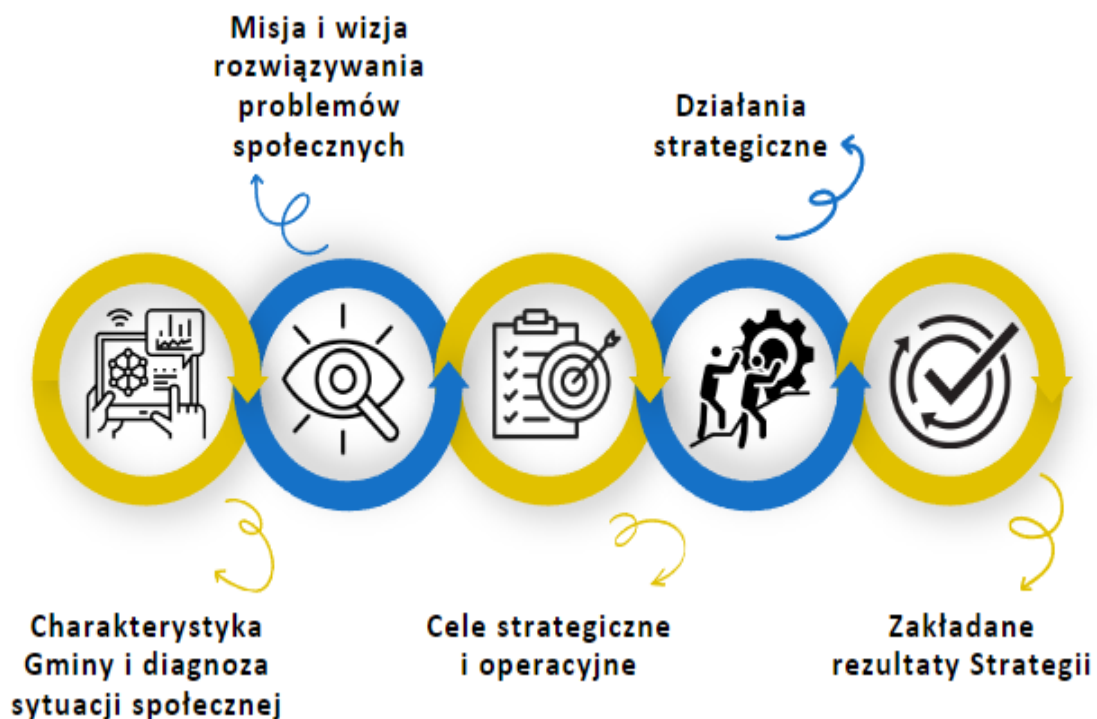 Misja i wizja
rozwiązywania
problemów
społecznych
Działania
strategiczne
Charakterystyka
Gminy i diagnoza
sytuacji społecznej
Cele strategiczne
i operacyjne
Zakładane
rezultaty Strategii